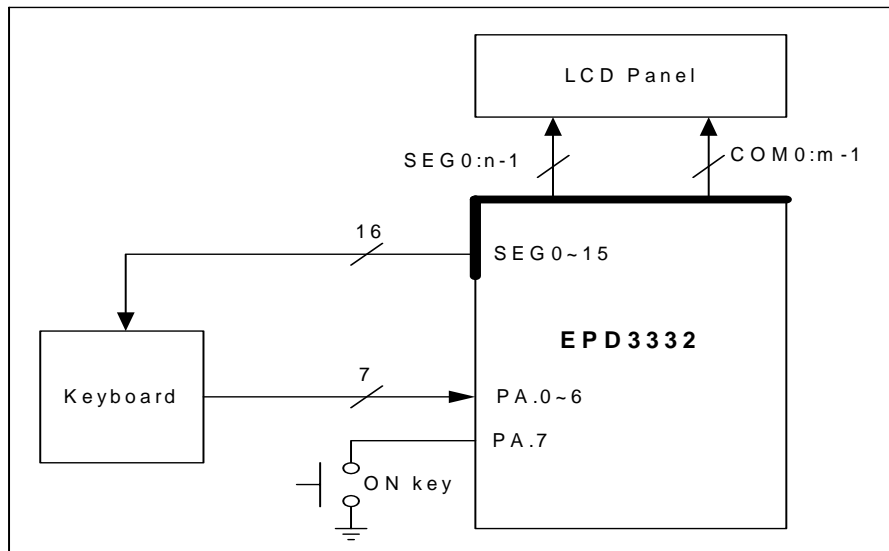 LCD Panel
SEG0:n-1
COM0:m-1
16
SEG0~15
EPD3332
Keyboard
7
PA.0~6
PA.7
ON key